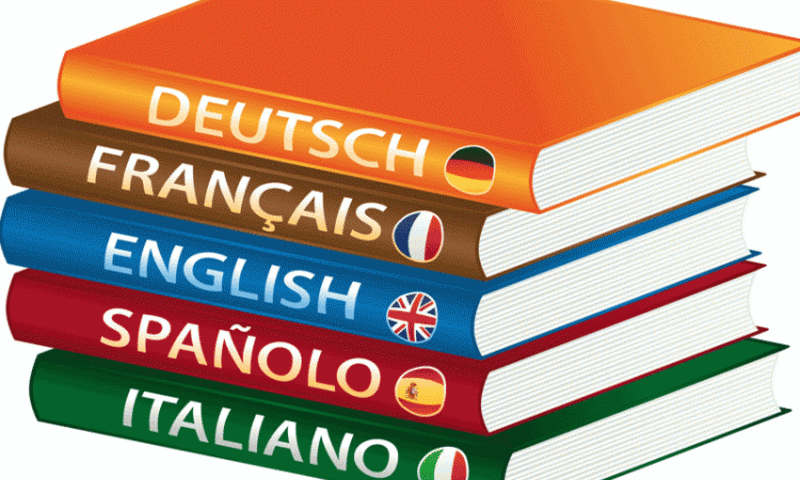 DEUTSCH
FRANÇAIS
ENGLISH
SPAÑOLO
ITALIANO